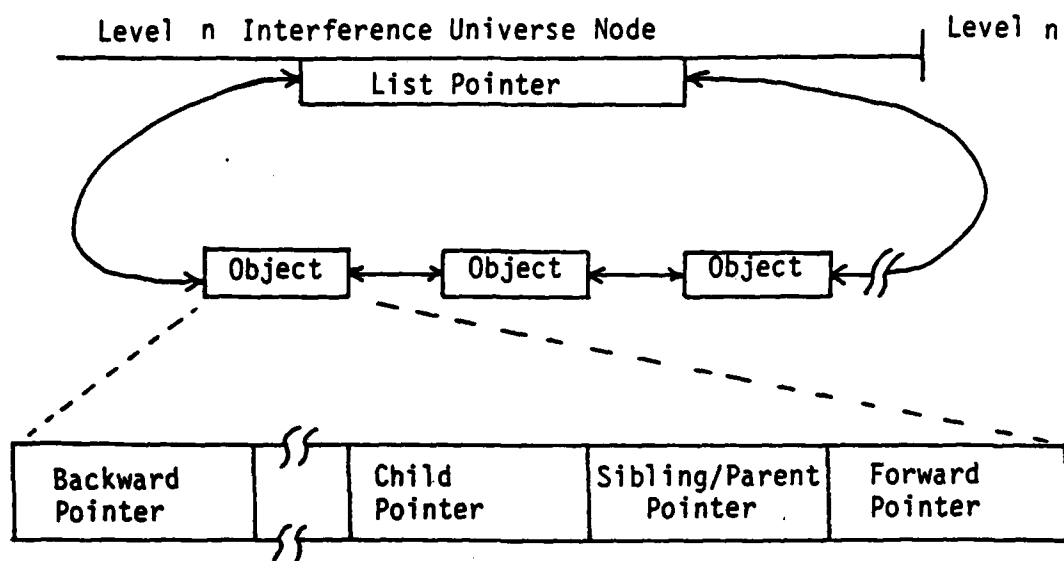 Level n Interference Universe Node
Level n
List Pointer
Object
Object
Object
Backward
Pointer
Child
Pointer
Sibling/Parent
Pointer
Forward
Pointer